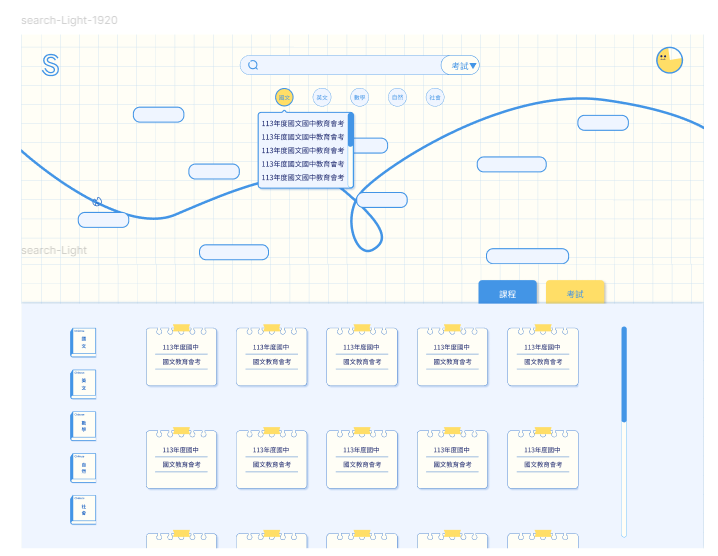 search-Light-1920
S
考試▼
國文
英文
數學
自然
社會
113年度國文國中教育會考
113年度國文國中教育會考
113年度國文國中教育會考
113年度國文國中教育會考
113年度國文國中教育會考
search-Light
課程
考試
國文
英文
數學
自然
社會
113年度國中
國文教育會考
113年度國中
國文教育會考
113年度國中
國文教育會考
113年度國中
國文教育會考
113年度國中
國文教育會考
113年度國中
國文教育會考
113年度國中
國文教育會考
113年度國中
國文教育會考
113年度國中
國文教育會考
113年度國中
國文教育會考